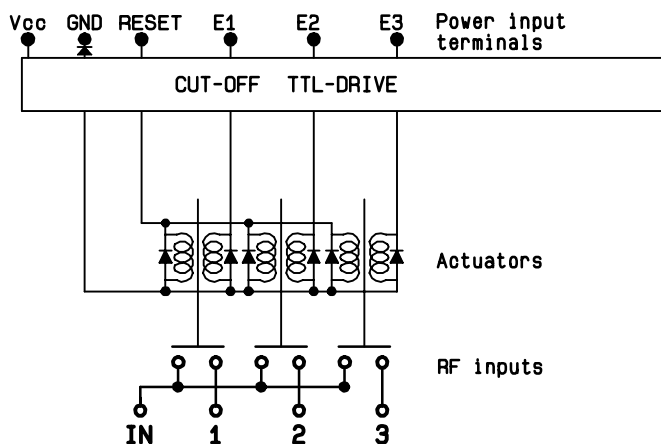 Vcc GND RESET E1 E2 E3 Power input
terminals
CUT-OFF TTL-DRIVE
Actuators
RF inputs
IN 1 2 3